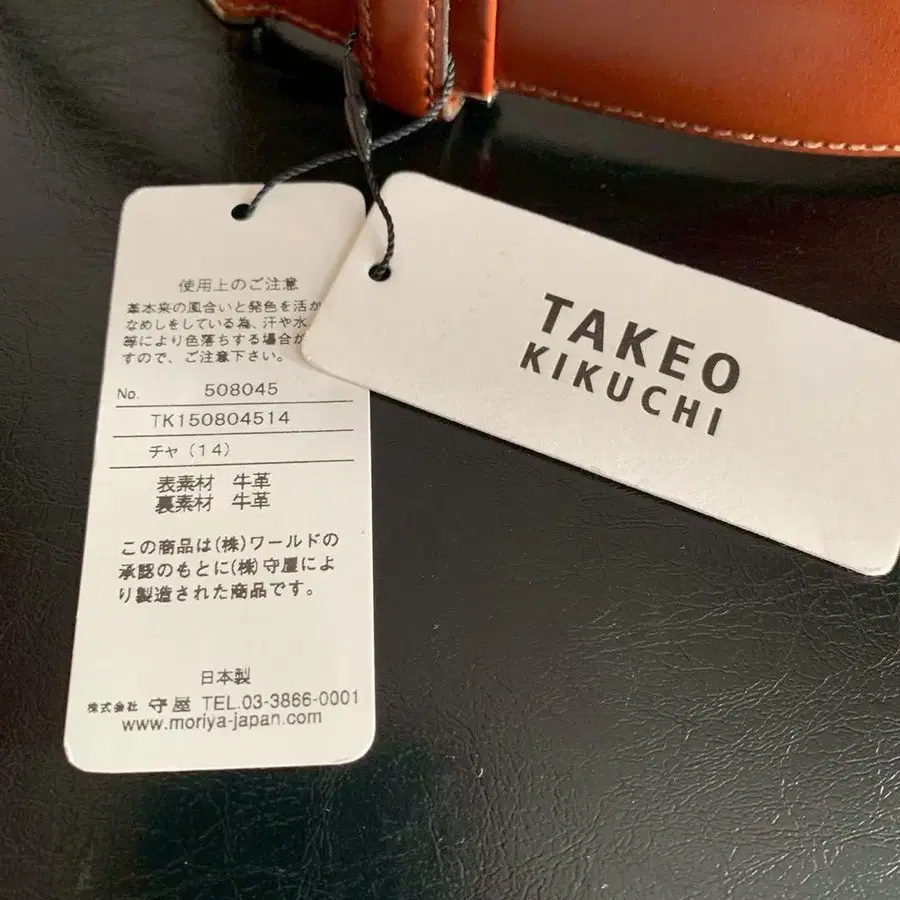 使用上のご注意
革本来の風合いと発色を活か
なめしをしている為、汗や水
等により色落ちする場合が
すので、ご注意下さい。
No. 508045
TK150804514
チャ（14）
表素材 牛革
裏素材 牛革
この商品は(株)ワールドの
承認のもとに(株)守屋によ
り製造された商品です。
日本製
株式会社 守屋 TEL.03-3866-0001
www.moriya-japan.com
TAKEO
KIKUCHI